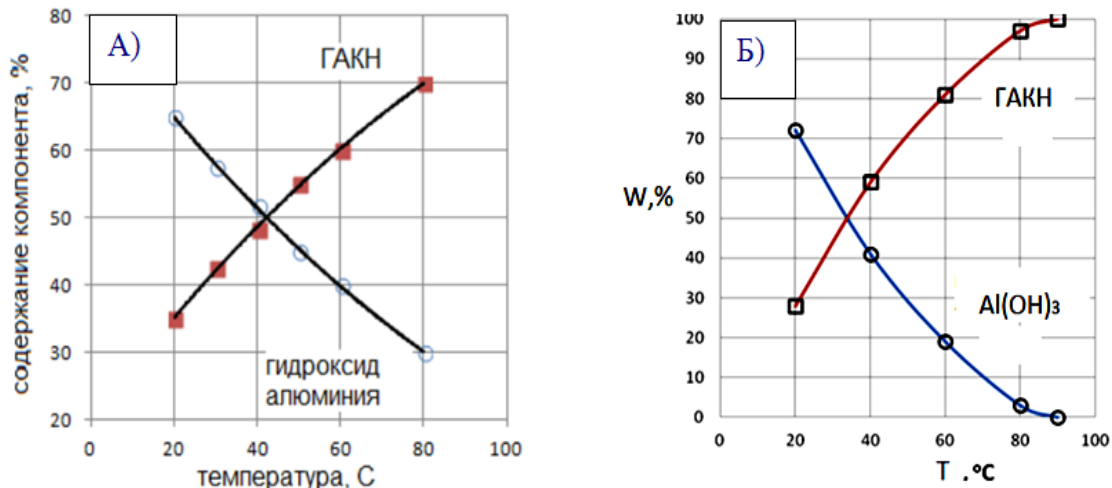 А)
ГАКН
80
70
60
50
40
30
20
содержание компонента, %
гидроксид
алюминия
0 20 40 60 80 100
температура, С
Б)
ГАКН
100
90
80
70
60
50
40
30
20
10
0
W,%
Al(OH)₃
0 20 40 60 80 100
T , °C